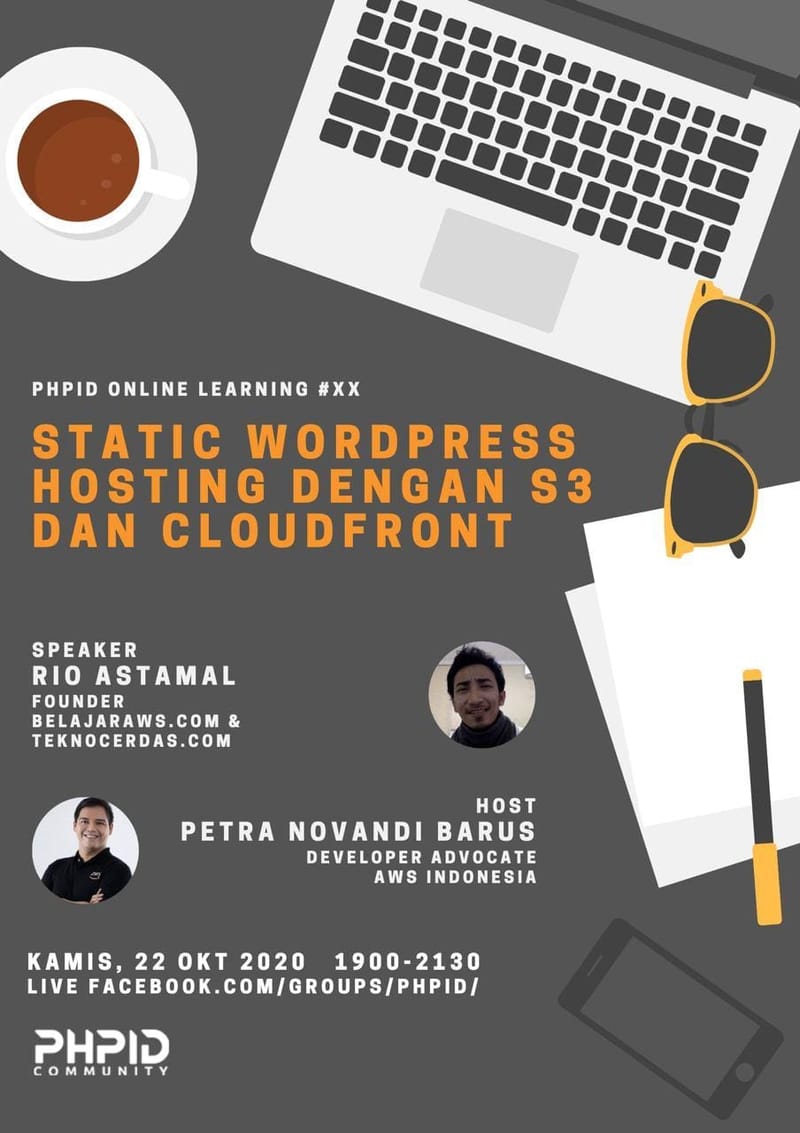 PHPID ONLINE LEARNING #XX
STATIC WORDPRESS
HOSTING DENGAN S3
DAN CLOUDFRONT
SPEAKER
RIO ASTAMAL
FOUNDER
BELAJARAWS.COM &
TEKNOCERDAS.COM
HOST
PETRA NOVANDI BARUS
DEVELOPER ADVOCATE
AWS INDONESIA
KAMIS, 22 OKT 2020 1900-2130
LIVE FACEBOOK.COM/GROUPS/PHPID/
PHPID
COMMUNITY